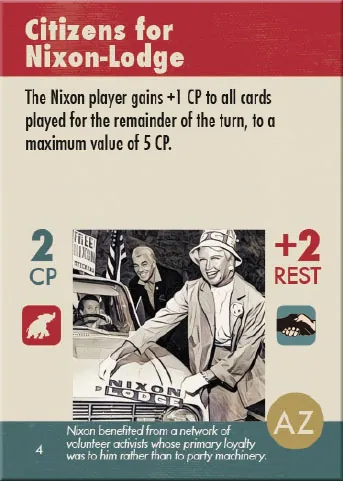 Citizens for
Nixon-Lodge
The Nixon player gains +1 CP to all cards
played for the remainder of the turn, to a
maximum value of 5 CP.
2
CP
+2
REST
NIXON
NIXON
LODGE
Nixon benefited from a network of
volunteer activists whose primary loyalty
was to him rather than to party machinery.
AZ
4